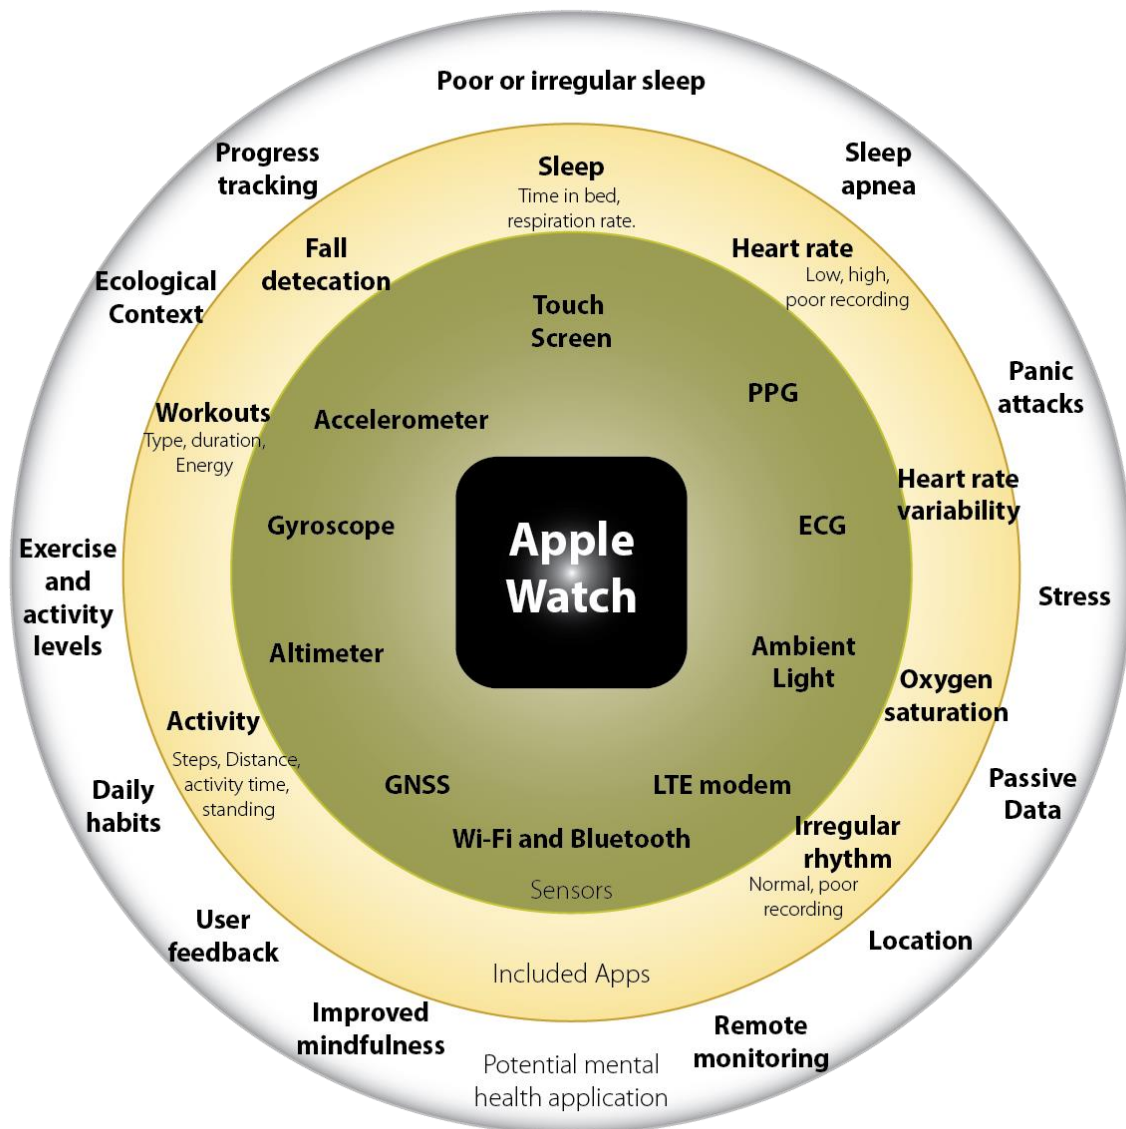 Poor or irregular sleep
Progress
tracking
Sleep
apnea
Ecological
Context
Panic
attacks
Exercise
and
activity
levels
Stress
Daily
habits
Passive
Data
User
feedback
Location
Improved
mindfulness
Remote
monitoring
Potential mental
health application
Sleep
Time in bed,
respiration rate.
Fall
detecation
Heart rate
Low, high,
poor recording
Workouts
Type, duration,
Energy
Heart rate
variability
Activity
Steps, Distance,
activity time,
standing
Oxygen
saturation
Irregular
rhythm
Normal, poor
recording
Included Apps
Touch
Screen
Accelerometer
PPG
Gyroscope
ECG
Altimeter
Ambient
Light
GNSS
LTE modem
Wi-Fi and Bluetooth
Sensors
Apple
Watch